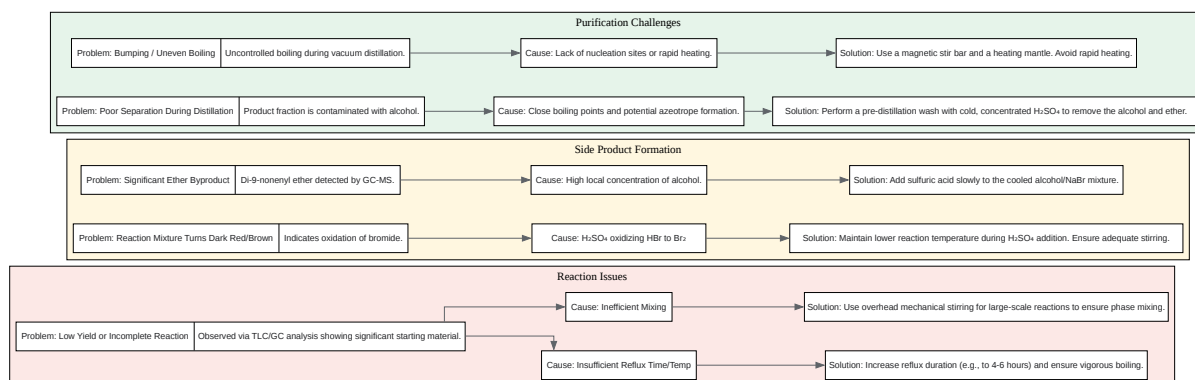 Purification Challenges
Problem: Bumping / Uneven Boiling
Uncontrolled boiling during vacuum distillation.
Cause: Lack of nucleation sites or rapid heating.
Solution: Use a magnetic stir bar and a heating mantle. Avoid rapid heating.
Problem: Poor Separation During Distillation
Product fraction is contaminated with alcohol.
Cause: Close boiling points and potential azeotrope formation.
Solution: Perform a pre-distillation wash with cold, concentrated H₂SO₄ to remove the alcohol and ether.
Side Product Formation
Problem: Significant Ether Byproduct
Di-9-nonenyl ether detected by GC-MS.
Cause: High local concentration of alcohol.
Solution: Add sulfuric acid slowly to the cooled alcohol/NaBr mixture.
Problem: Reaction Mixture Turns Dark Red/Brown
Indicates oxidation of bromide.
Cause: H₂SO₄ oxidizing HBr to Br₂
Solution: Maintain lower reaction temperature during H₂SO₄ addition. Ensure adequate stirring.
Reaction Issues
Problem: Low Yield or Incomplete Reaction
Observed via TLC/GC analysis showing significant starting material.
Cause: Inefficient Mixing
Solution: Use overhead mechanical stirring for large-scale reactions to ensure phase mixing.
Cause: Insufficient Reflux Time/Temp
Solution: Increase reflux duration (e.g., to 4-6 hours) and ensure vigorous boiling.